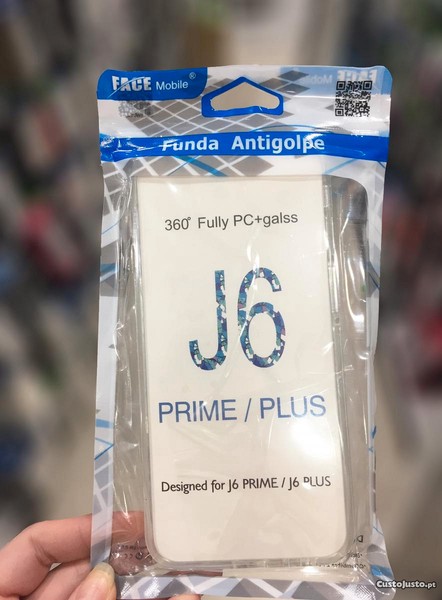 FACE Mobile®
Funda Antigolpe
360° Fully PC+galss
J6
PRIME / PLUS
Designed for J6 PRIME / J6 PLUS
CustoJusto.pt